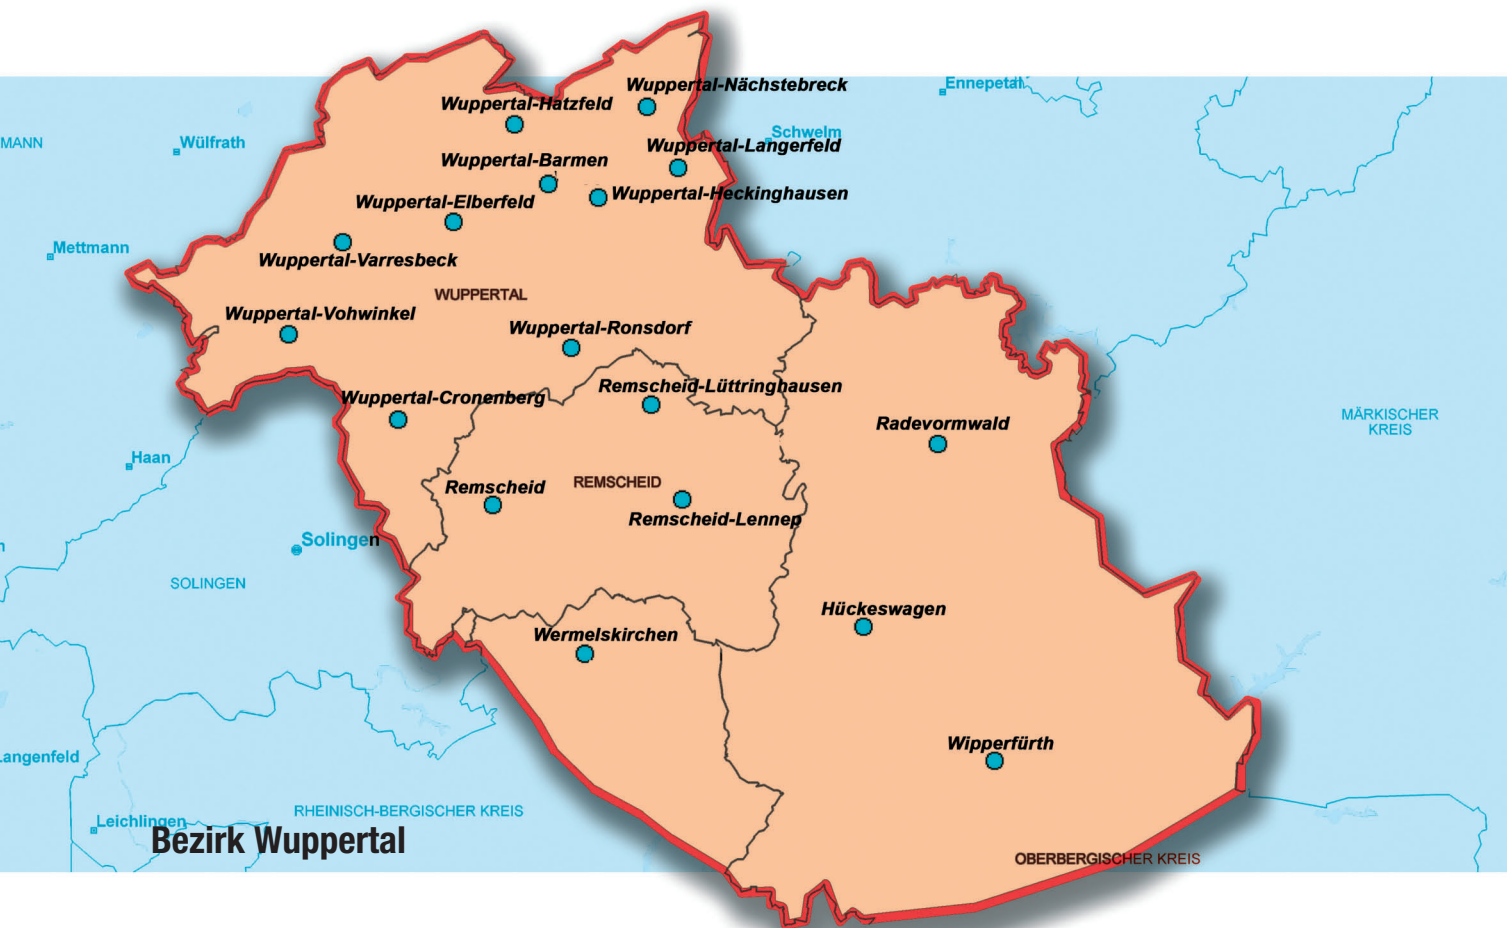 Wuppertal-Nächstebreck
Ennepetal
Wuppertal-Hatzfeld
Schwelm
MANN
Wülfrath
Wuppertal-Langerfeld
Wuppertal-Barmen
Wuppertal-Heckinghausen
Wuppertal-Elberfeld
Mettmann
Wuppertal-Varresbeck
WUPPERTAL
Wuppertal-Vohwinkel
Wuppertal-Ronsdorf
Remscheid-Lüttringhausen
Wuppertal-Cronenberg
MÄRKISCHER
KREIS
Radevormwald
Haan
REMSCHEID
Remscheid
Remscheid-Lennep
Solingen
n
SOLINGEN
Hückeswagen
Wermelskirchen
Wipperfürth
angenfeld
RHEINISCH-BERGISCHER KREIS
Leichlingen
Bezirk Wuppertal
OBERBERGISCHER KREIS